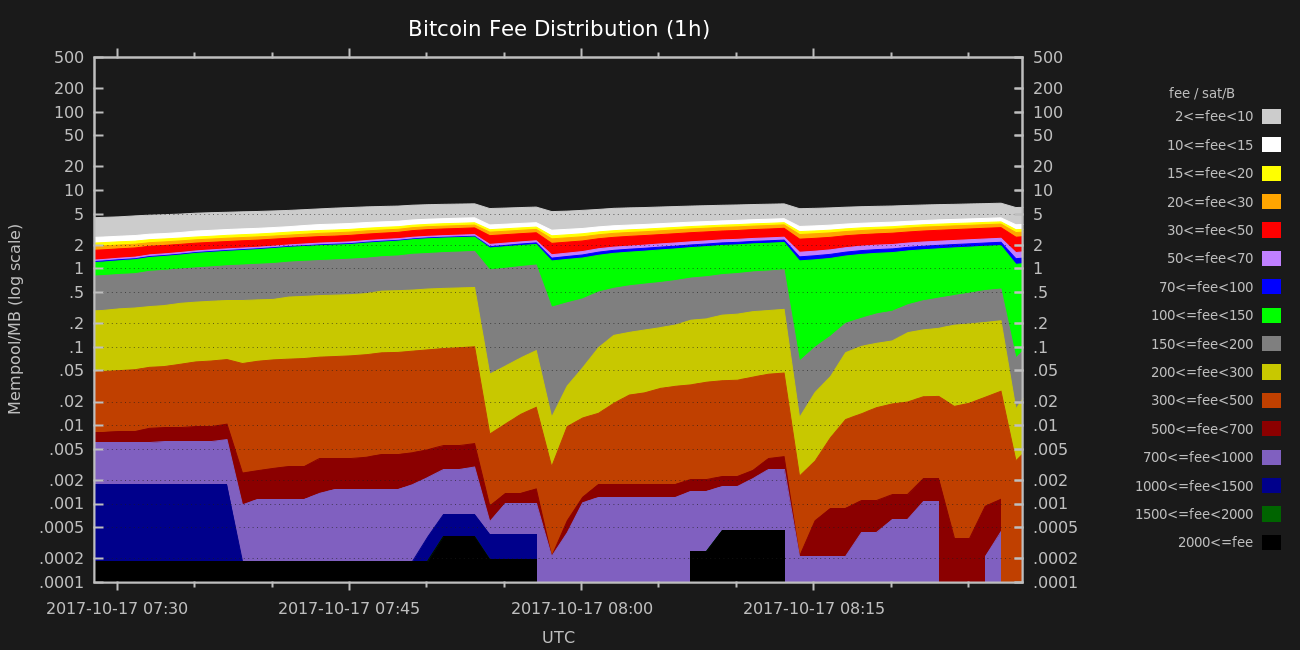 Bitcoin Fee Distribution (1h)
500 500
200 200
100 100
50 50
20 20
10 10
5 5
2 2
1 1
.5 .5
.2 .2
.1 .1
.05 .05
.02 .02
.01 .01
.005 .005
.002 .002
.001 .001
.0005 .0005
.0002 .0002
.0001 .0001
Mempool/MB (log scale)
2017-10-17 07:30 2017-10-17 07:45 2017-10-17 08:00 2017-10-17 08:15
UTC
fee / sat/B
2<=fee<10
10<=fee<15
15<=fee<20
20<=fee<30
30<=fee<50
50<=fee<70
70<=fee<100
100<=fee<150
150<=fee<200
200<=fee<300
300<=fee<500
500<=fee<700
700<=fee<1000
1000<=fee<1500
1500<=fee<2000
2000<=fee